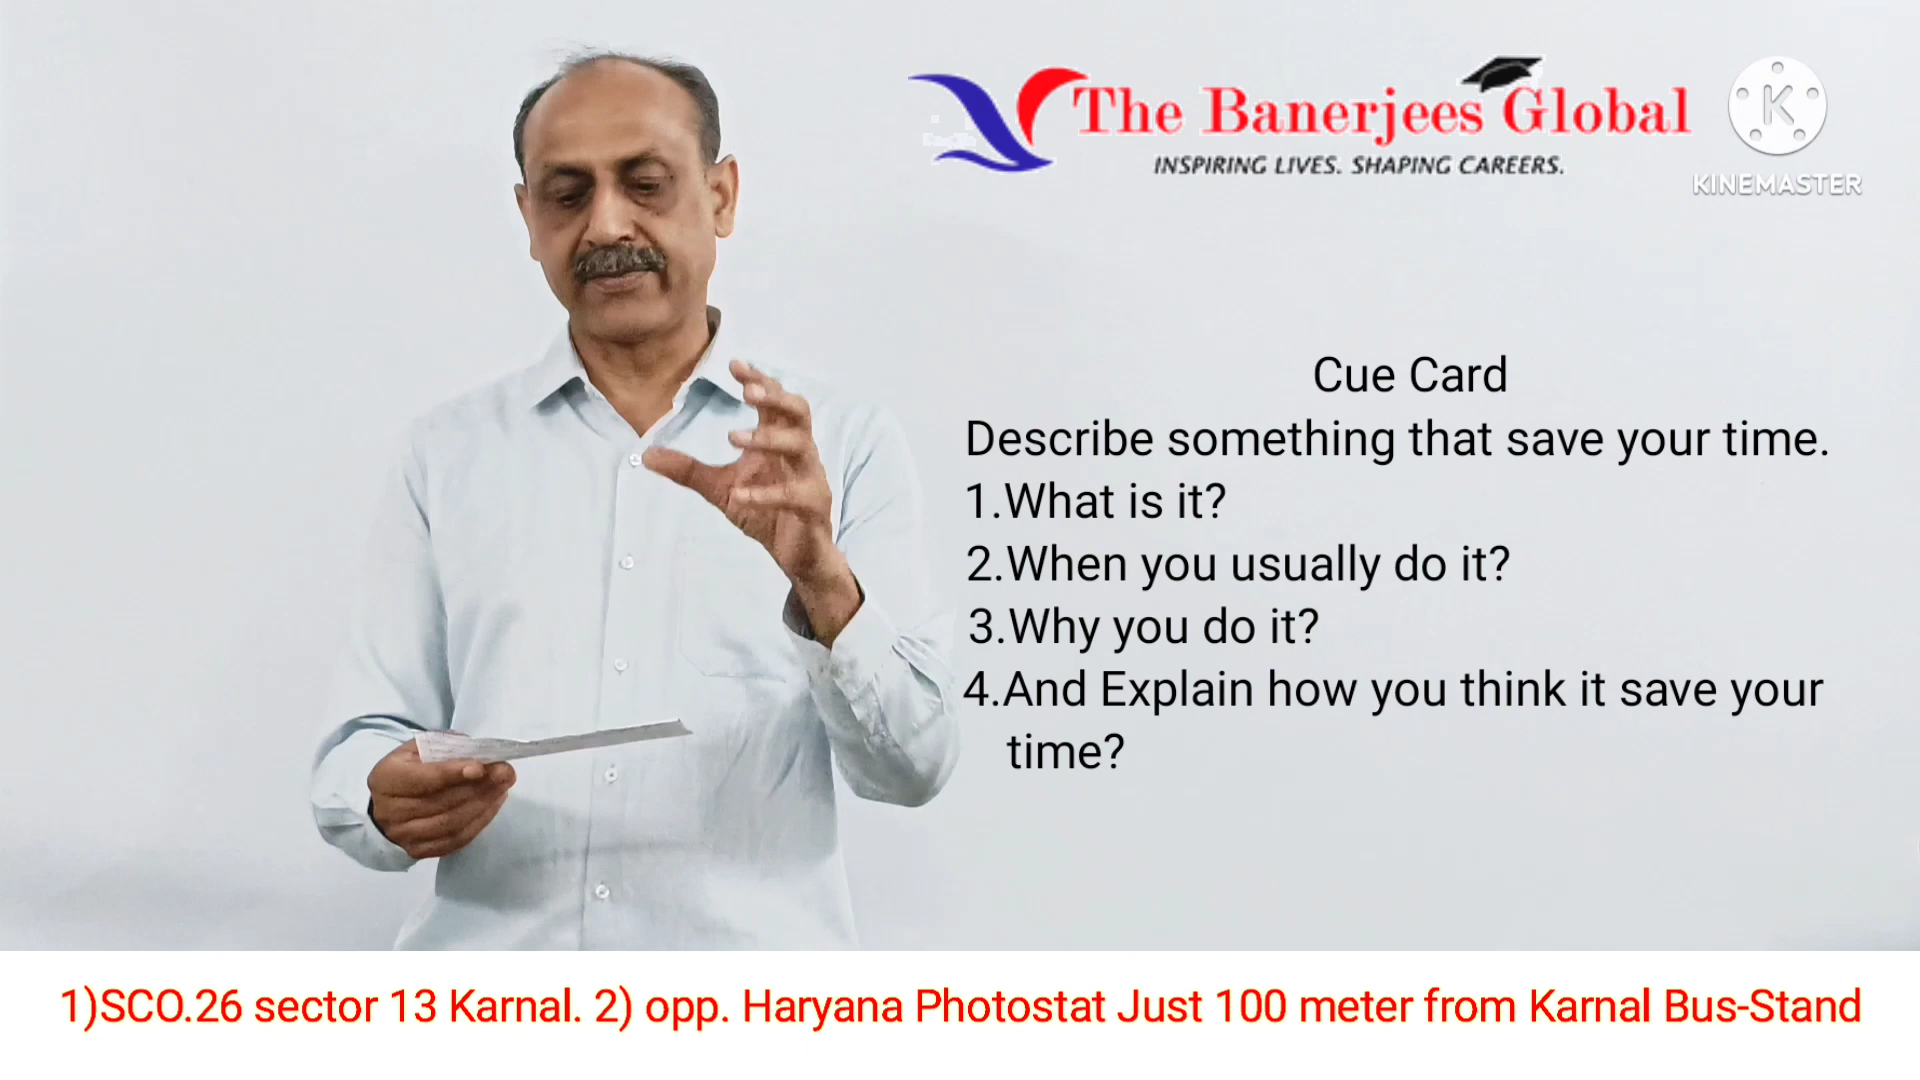 The Banerjees Global
INSPIRING LIVES. SHAPING CAREERS.
K
KINEMASTER
Cue Card
Describe something that save your time.
1.What is it?
2.When you usually do it?
3.Why you do it?
4.And Explain how you think it save your
time?
1)SCO.26 sector 13 Karnal. 2) opp. Haryana Photostat Just 100 meter from Karnal Bus-Stand